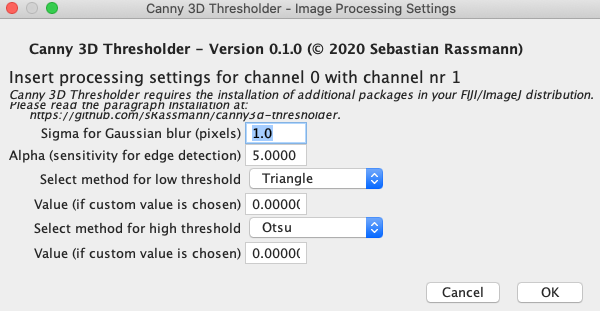 Canny 3D Thresholder - Image Processing Settings
Canny 3D Thresholder – Version 0.1.0 (© 2020 Sebastian Rassmann)
Insert processing settings for channel 0 with channel nr 1
Canny 3D Thresholder requires the installation of additional packages in your FIJI/ImageJ distribution.
Please read the paragraph Installation at:
https://github.com/sRassmann/canny3d-thresholder.
Sigma for Gaussian blur (pixels) 1.0
Alpha (sensitivity for edge detection) 5.0000
Select method for low threshold Triangle
Value (if custom value is chosen) 0.0000(
Select method for high threshold Otsu
Value (if custom value is chosen) 0.0000(
Cancel OK